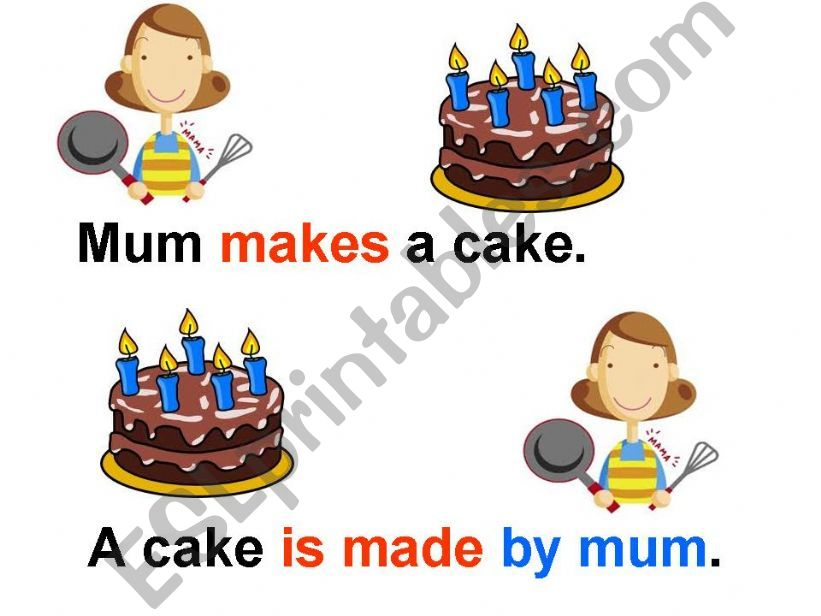 MAMA
Mum makes a cake.
MAMA
A cake is made by mum.
ESLprintables.com